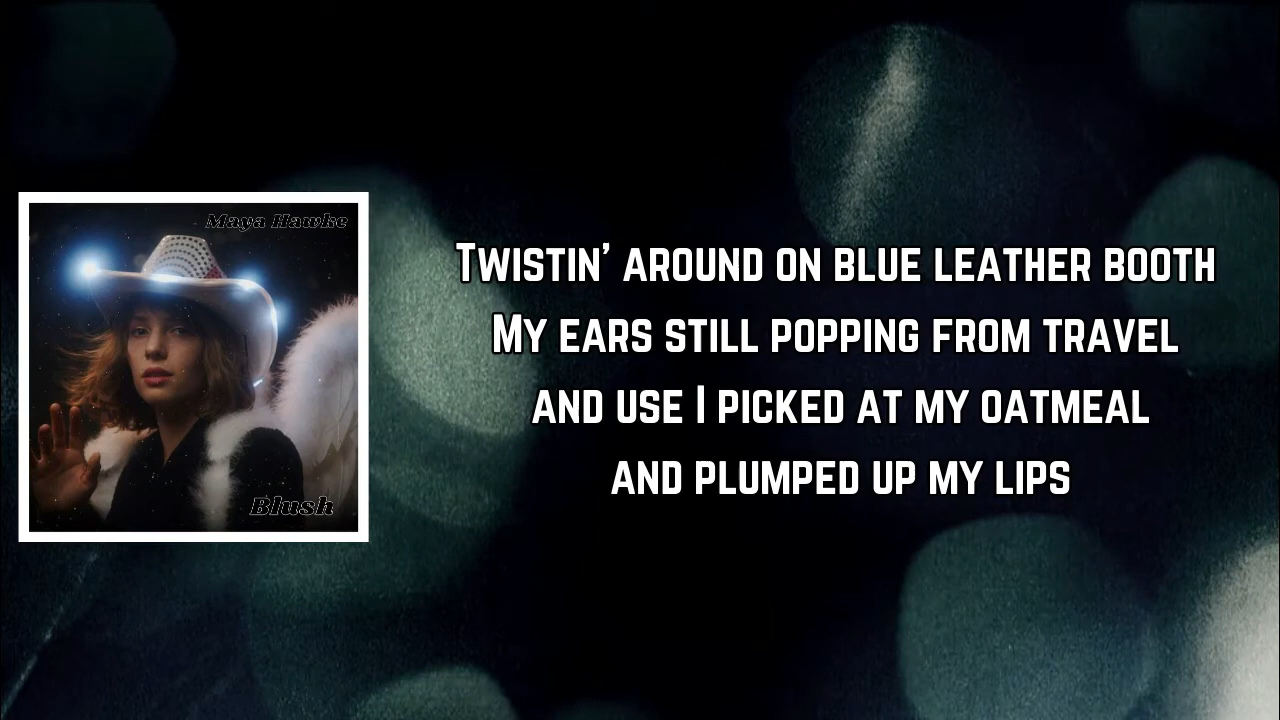 Maya Hawke
Blush
Twistin' around on blue leather booth
My ears still popping from travel
and use I picked at my oatmeal
and plumped up my lips